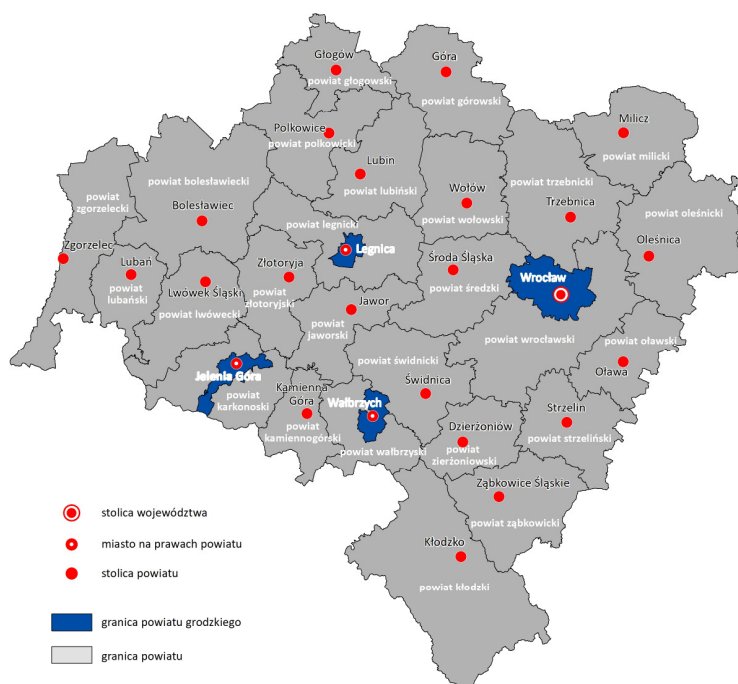 Głogów
powiat głogowski
Góra
powiat górowski
Milicz
powiat milicki
Polkowice
powiat polkowicki
Lubin
powiat lubiński
Wołów
powiat wołowski
powiat trzebnicki
Trzebnica
powiat oleśnicki
Oleśnica
powiat
zgorzelecki
Zgorzelec
powiat bolesławiecki
Bolesławiec
powiat legnicki
Legnica
Środa Śląska
powiat średzki
Wrocław
Lubań
powiat
lubański
Lwówek Śląski
powiat lwówecki
Złotoryja
powiat
złotoryjski
Jawor
powiat
jaworski
powiat wrocławski
powiat oławski
Oława
Jelenia Góra
powiat
karkonoski
Kamienna
Góra
powiat
kamiennogórski
Wałbrzych
powiat wałbrzyski
powiat świdnicki
Świdnica
Dzierżoniów
powiat
zierżoniowski
Strzelin
powiat strzeliński
Ząbkowice Śląskie
powiat ząbkowicki
Kłodzko
powiat kłodzki
stolica województwa
miasto na prawach powiatu
stolica powiatu
granica powiatu grodzkiego
granica powiatu